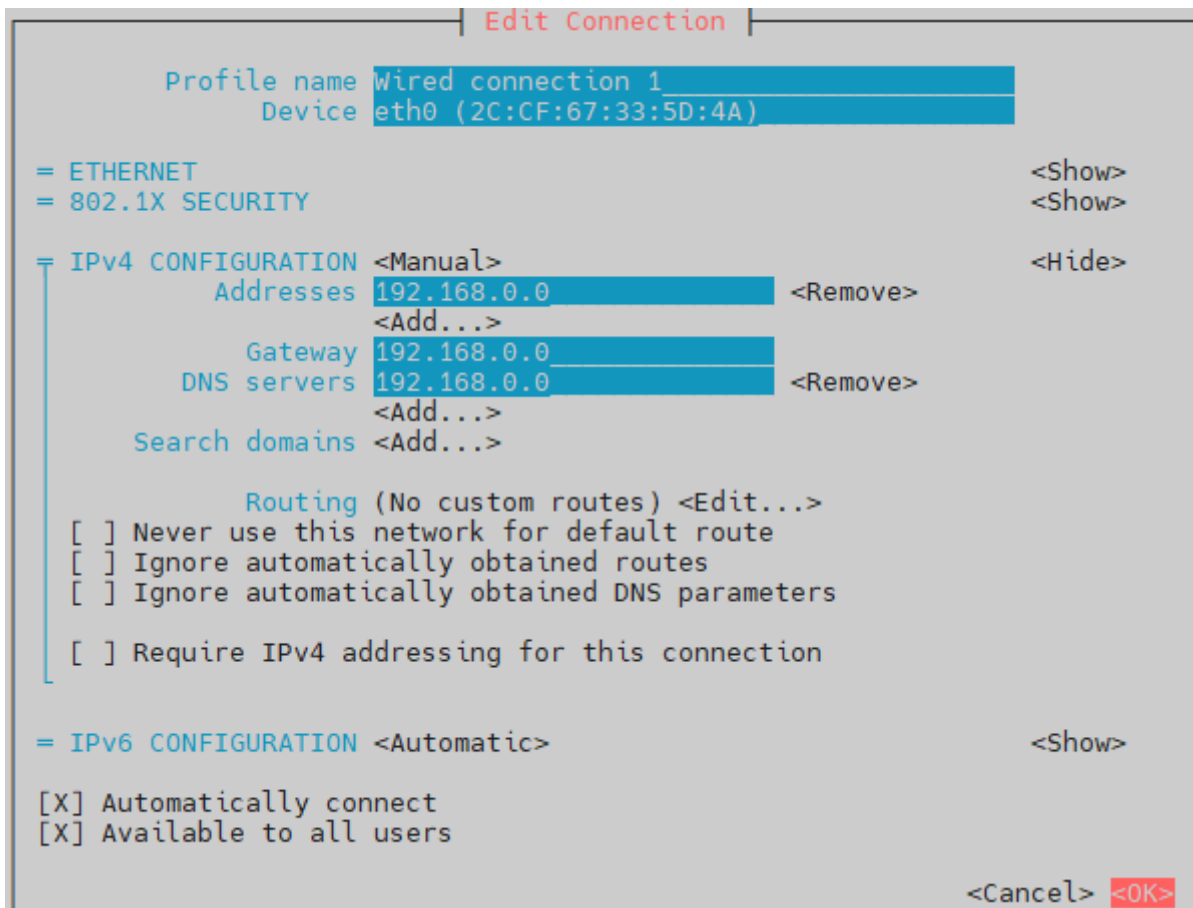 Edit Connection
Profile name Wired connection 1
Device eth0 (2C:CF:67:33:5D:4A)
= ETHERNET <Show>
= 802.1X SECURITY <Show>
= IPv4 CONFIGURATION <Manual> <Hide>
Addresses 192.168.0.0 <Remove>
<Add...>
Gateway 192.168.0.0
DNS servers 192.168.0.0 <Remove>
<Add...>
Search domains <Add...>
Routing (No custom routes) <Edit...>
[ ] Never use this network for default route
[ ] Ignore automatically obtained routes
[ ] Ignore automatically obtained DNS parameters
[ ] Require IPv4 addressing for this connection
= IPv6 CONFIGURATION <Automatic> <Show>
[X] Automatically connect
[X] Available to all users
<Cancel> <OK>